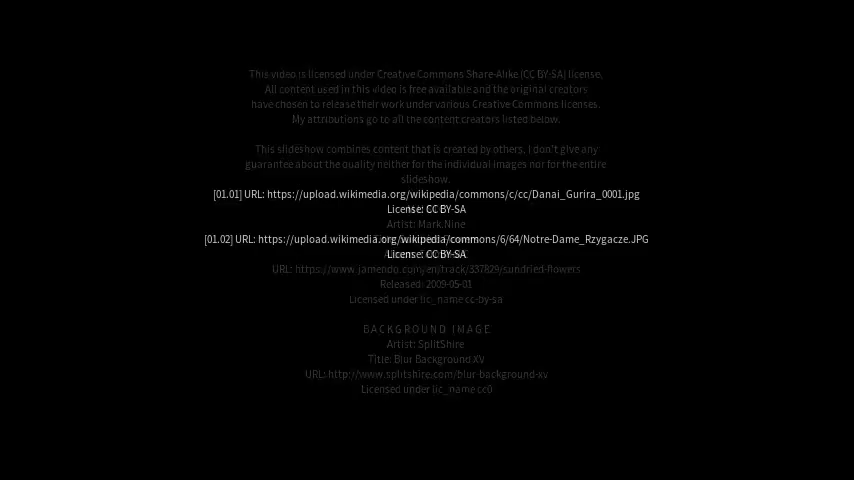 This video is licensed under Creative Commons Share-Alike (CC BY-SA) license.
All content used in this video is free available and the original creators
have chosen to release their work under various Creative Commons licenses.
My attributions go to all the content creators listed below.
This slideshow combines content that is created by others. I don't give any
guarantee about the quality neither for the individual images nor for the entire
slideshow.
[01.01] URL: https://upload.wikimedia.org/wikipedia/commons/c/cc/Danai_Gurira_0001.jpg
License: CC BY-SA
Artist: Mark.Nine
[01.02] URL: https://upload.wikimedia.org/wikipedia/commons/6/64/Notre-Dame_Rzygacze.JPG
License: CC BY-SA
URL: https://www.jamendo.com/en/track/337829/sundried-flowers
Released: 2009-05-01
Licensed under lic_name cc-by-sa
BACKGROUND IMAGE
Artist: SplitShire
Title: Blur Background XV
URL: http://www.splitshire.com/blur-background-xv
Licensed under lic_name cc0